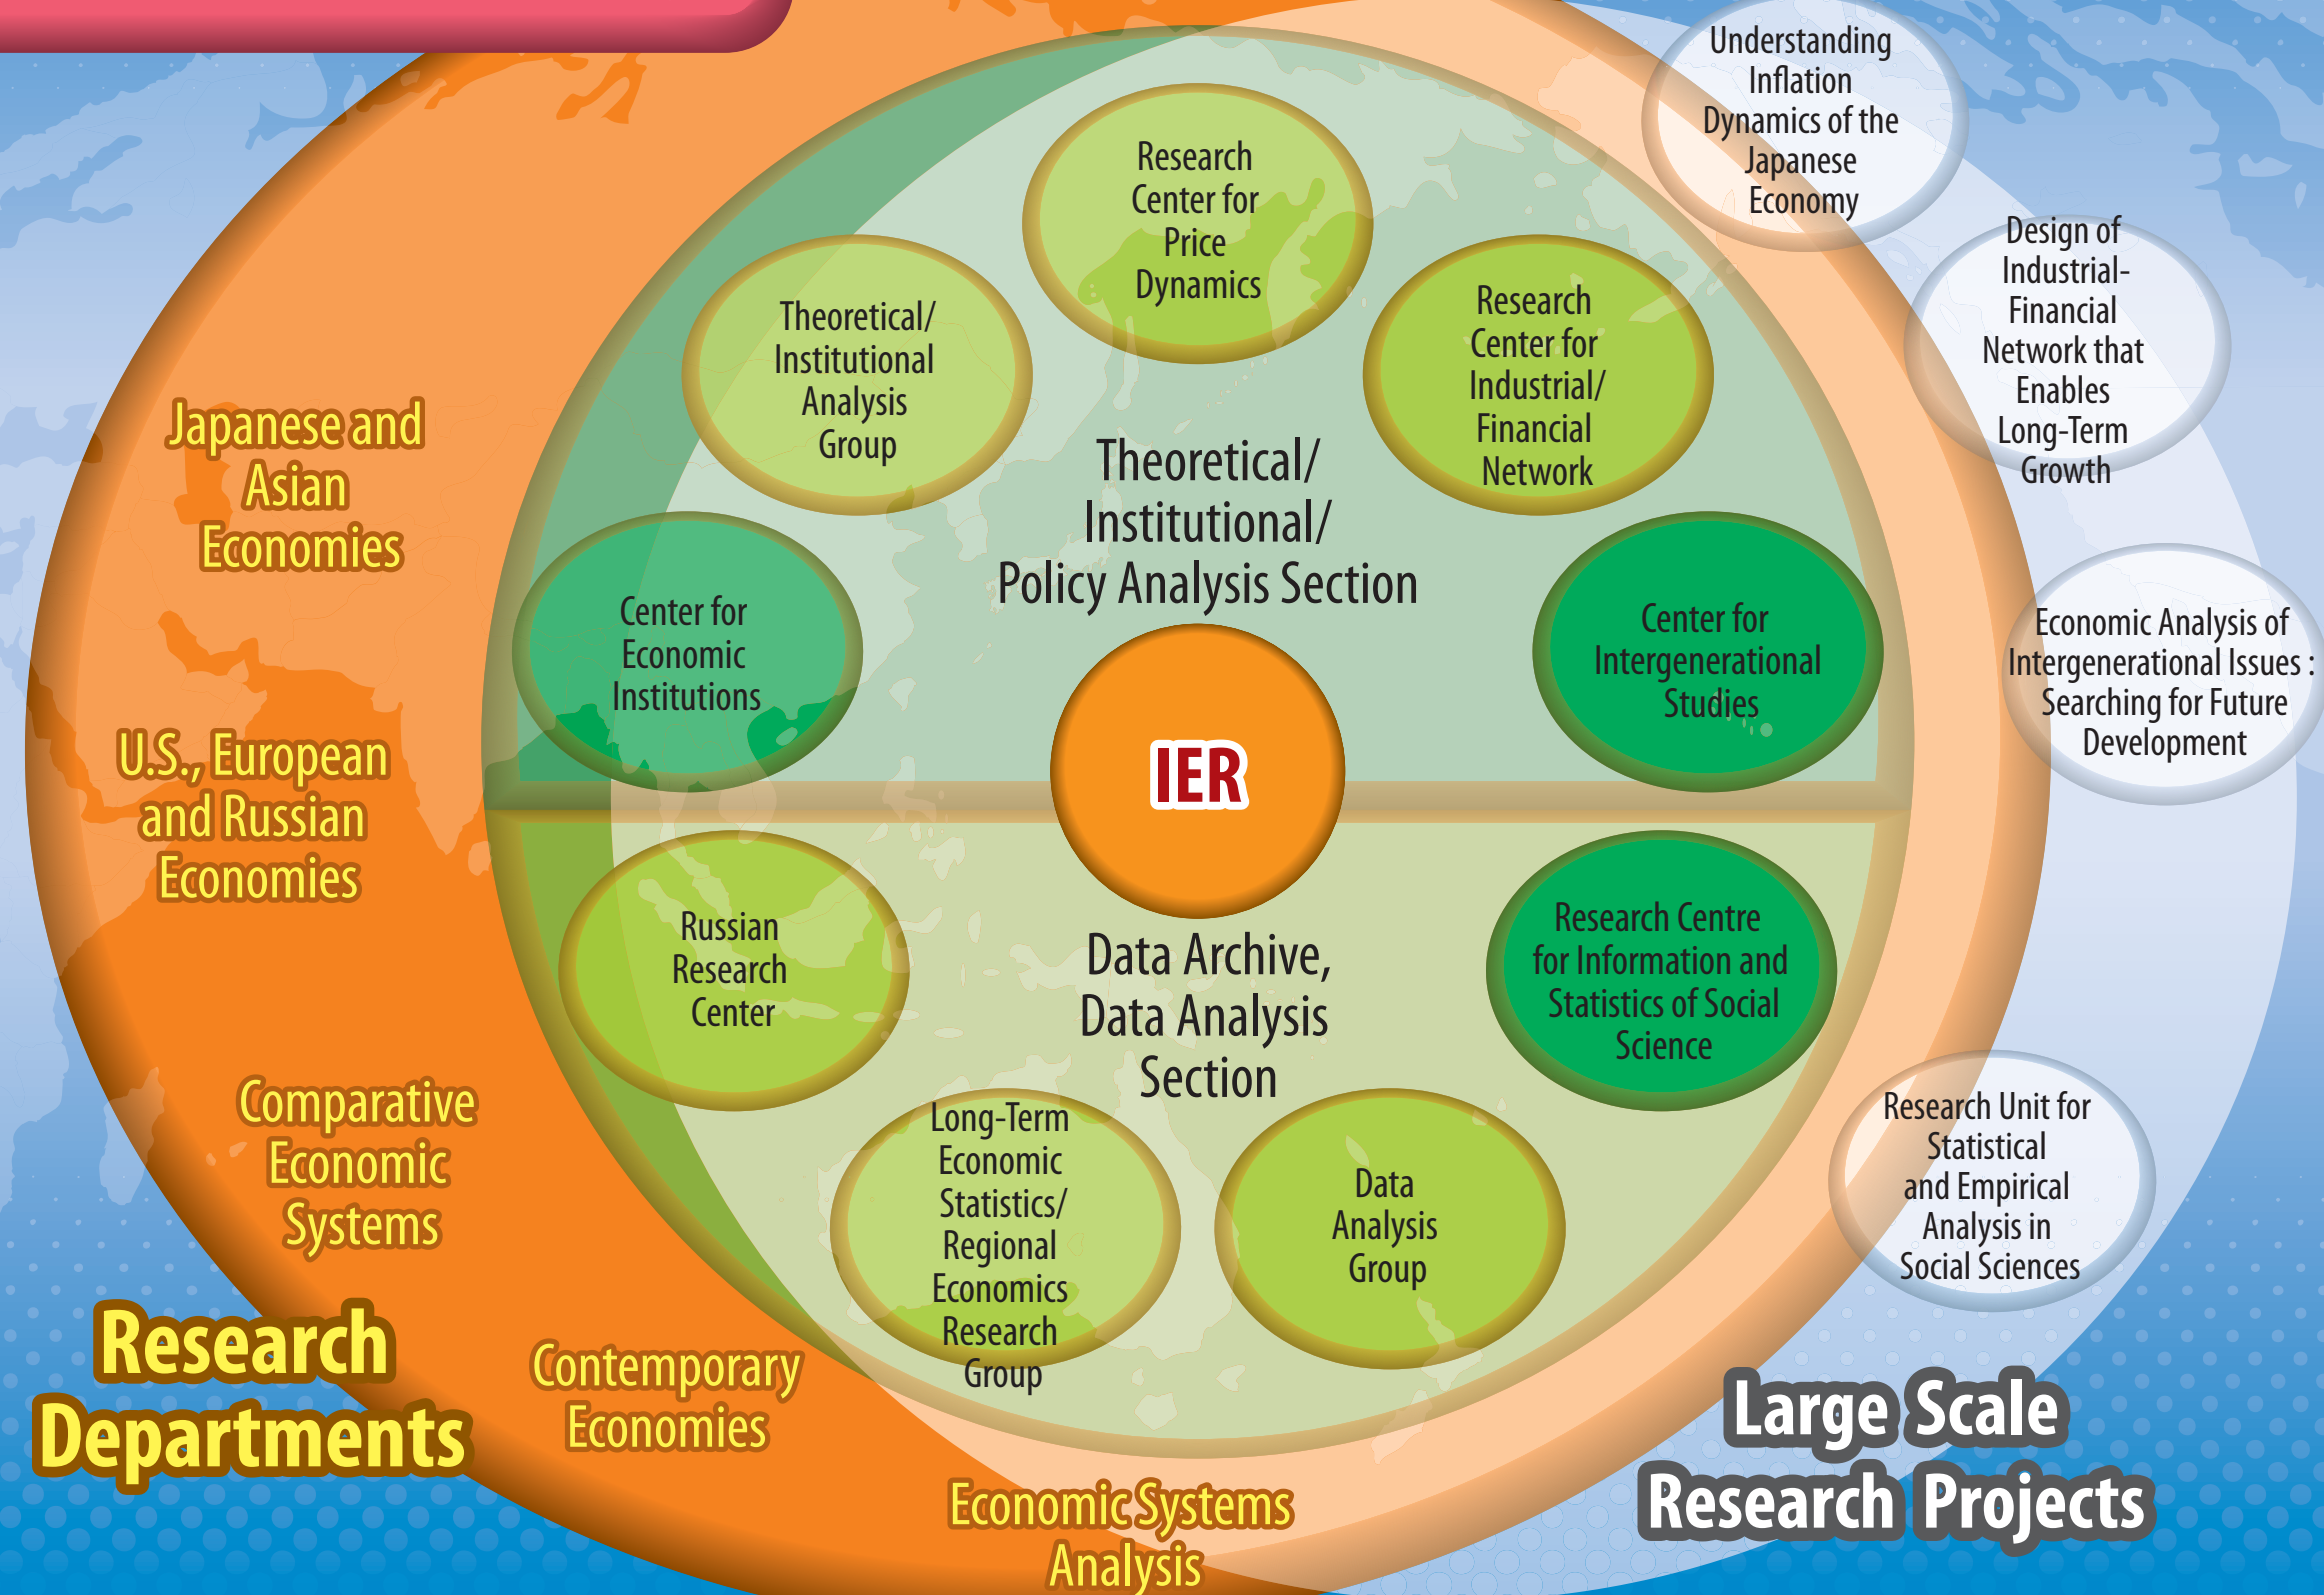 Understanding
Inflation
Dynamics of the
Japanese
Economy
Design of
Industrial-
Financial
Network that
Enables
Long-Term
Growth
Economic Analysis of
Intergenerational Issues :
Searching for Future
Development
Research Unit for
Statistical
and Empirical
Analysis in
Social Sciences
Large Scale
Research Projects
Research
Center for
Price
Dynamics
Theoretical/
Institutional
Analysis
Group
Research
Center for
Industrial/
Financial
Network
Theoretical/
Institutional/
Policy Analysis Section
Center for
Economic
Institutions
Center for
Intergenerational
Studies
IER
Russian
Research
Center
Data Archive,
Data Analysis
Section
Research Centre
for Information and
Statistics of Social
Science
Long-Term
Economic
Statistics/
Regional
Economics
Research
Group
Data
Analysis
Group
Japanese and
Asian
Economies
U.S., European
and Russian
Economies
Comparative
Economic
Systems
Contemporary
Economies
Economic Systems
Analysis
Research
Departments